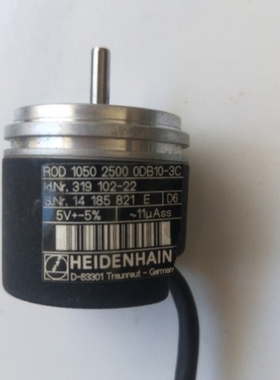 ROD 1050 2500 0DB10-3C
Id.Nr. 319 102-22
S.Nr. 14 185 821 E D6
5V+-5% ~11µAss
HEIDENHAIN
D-83301 Traunreut - Germany